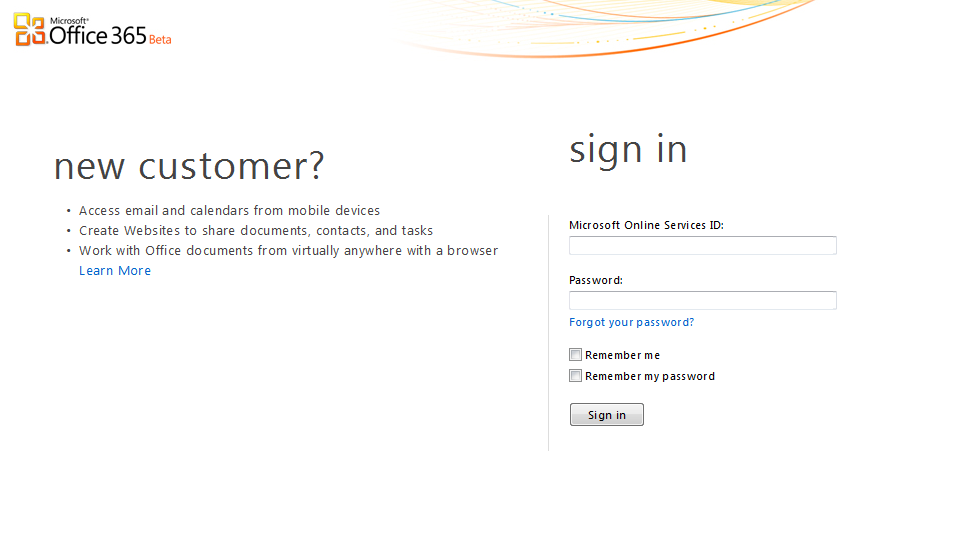 Microsoft®
Office 365 Beta
new customer?
• Access email and calendars from mobile devices
• Create Websites to share documents, contacts, and tasks
• Work with Office documents from virtually anywhere with a browser
Learn More
sign in
Microsoft Online Services ID:
Password:
Forgot your password?
Remember me
Remember my password
Sign in